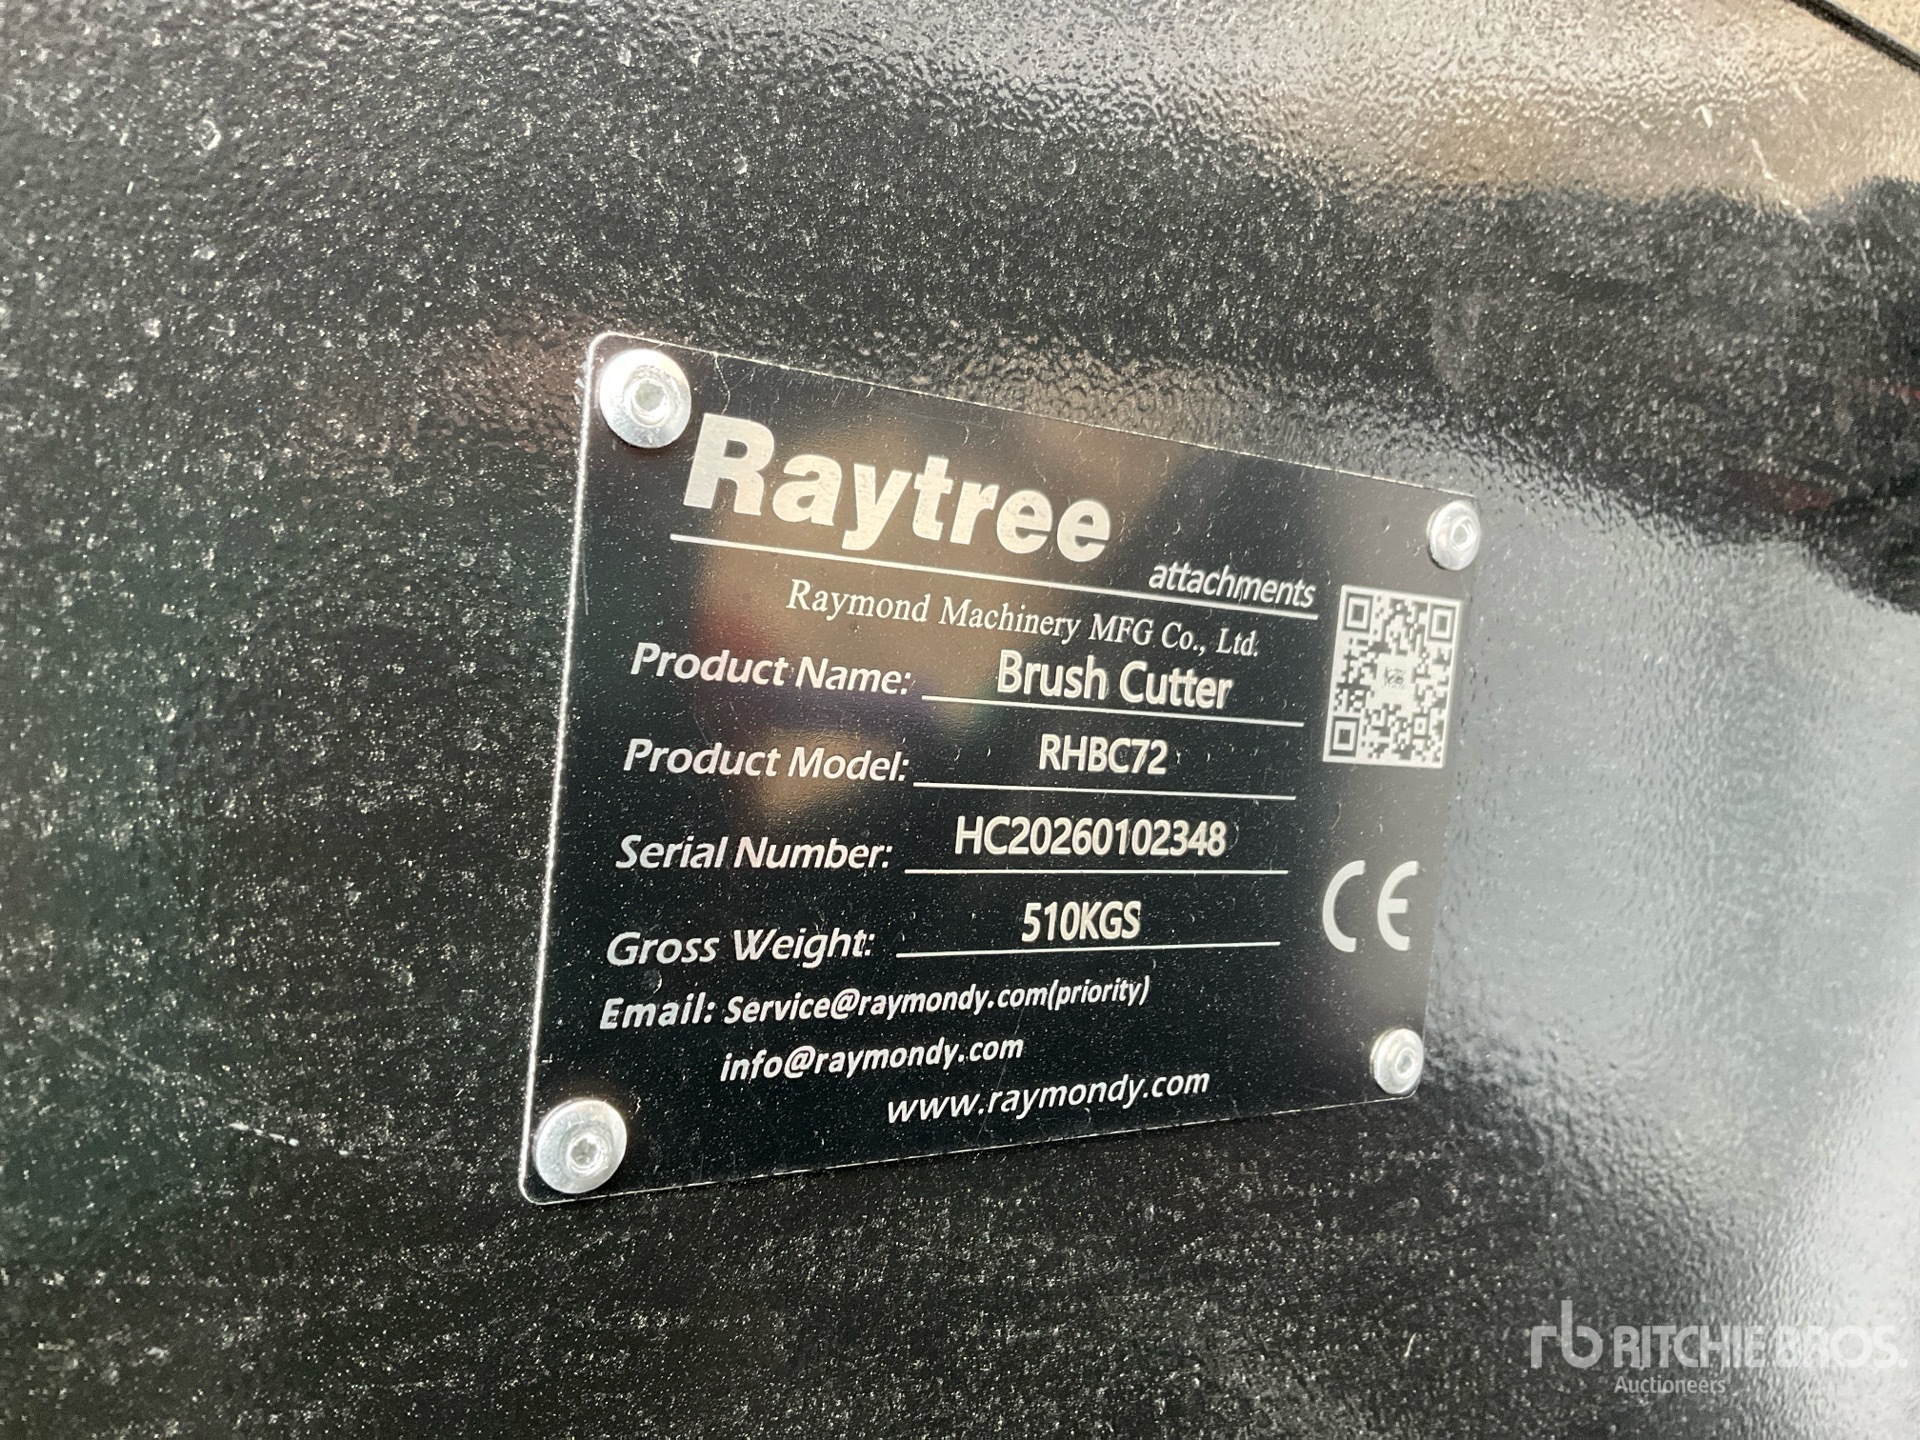 Raytree
attachments
Raymond Machinery MFG Co., Ltd.
Product Name: Brush Cutter
Product Model: RHBC72
Serial Number: HC20260102348
Gross Weight: 510KGS
CE
Email: Service@raymondy.com(priority)
info@raymondy.com
www.raymondy.com
rb RITCHIE BROS.
Auctioneers